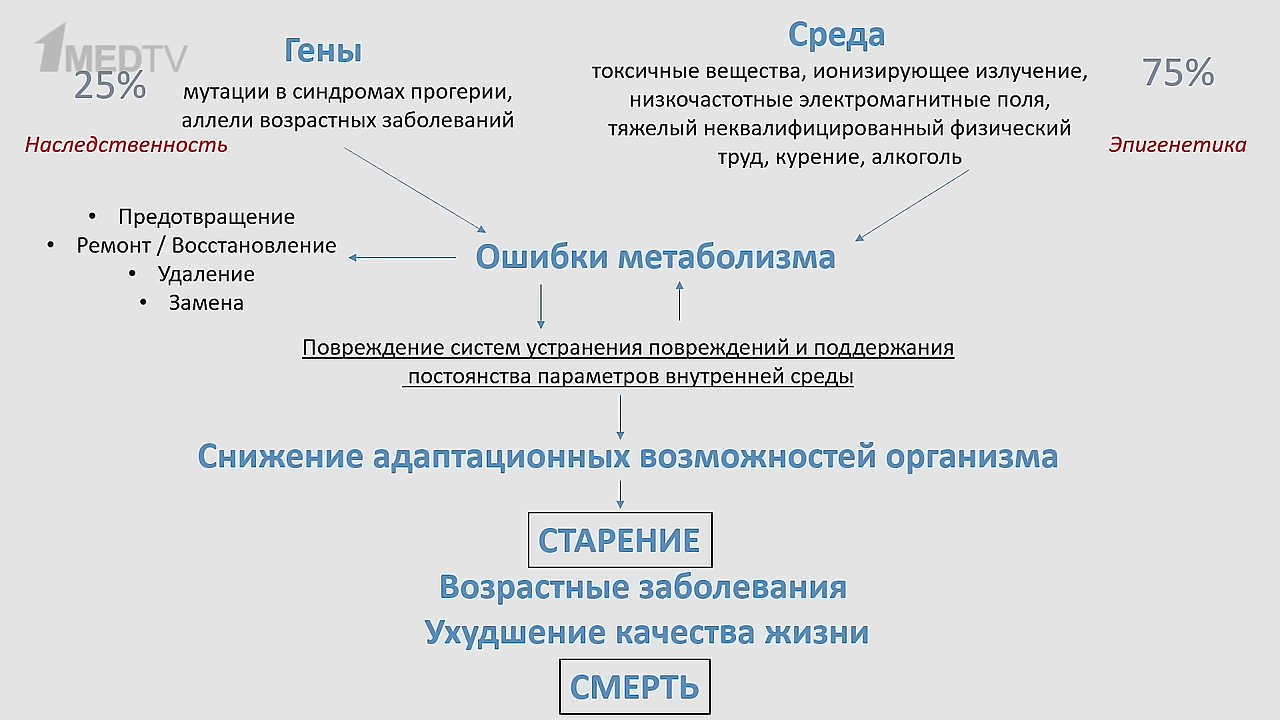 1MEDTV
Гены
25%
мутации в синдромах прогерии,
аллели возрастных заболеваний
Наследственность
Среда
75%
токсичные вещества, ионизирующее излучение,
низкочастотные электромагнитные поля,
тяжелый неквалифицированный физический
труд, курение, алкоголь
Эпигенетика
• Предотвращение
• Ремонт / Восстановление
• Удаление
• Замена
Ошибки метаболизма
Повреждение систем устранения повреждений и поддержания
постоянства параметров внутренней среды
Снижение адаптационных возможностей организма
СТАРЕНИЕ
Возрастные заболевания
Ухудшение качества жизни
СМЕРТЬ